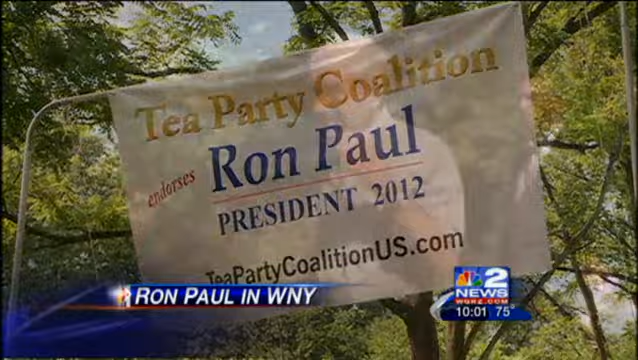 Tea Party Coalition
endorses
Ron Paul
PRESIDENT 2012
TeaPartyCoalitionUS.com
RON PAUL IN WNY
2
NEWS
WGRZ.COM
10:01 75°